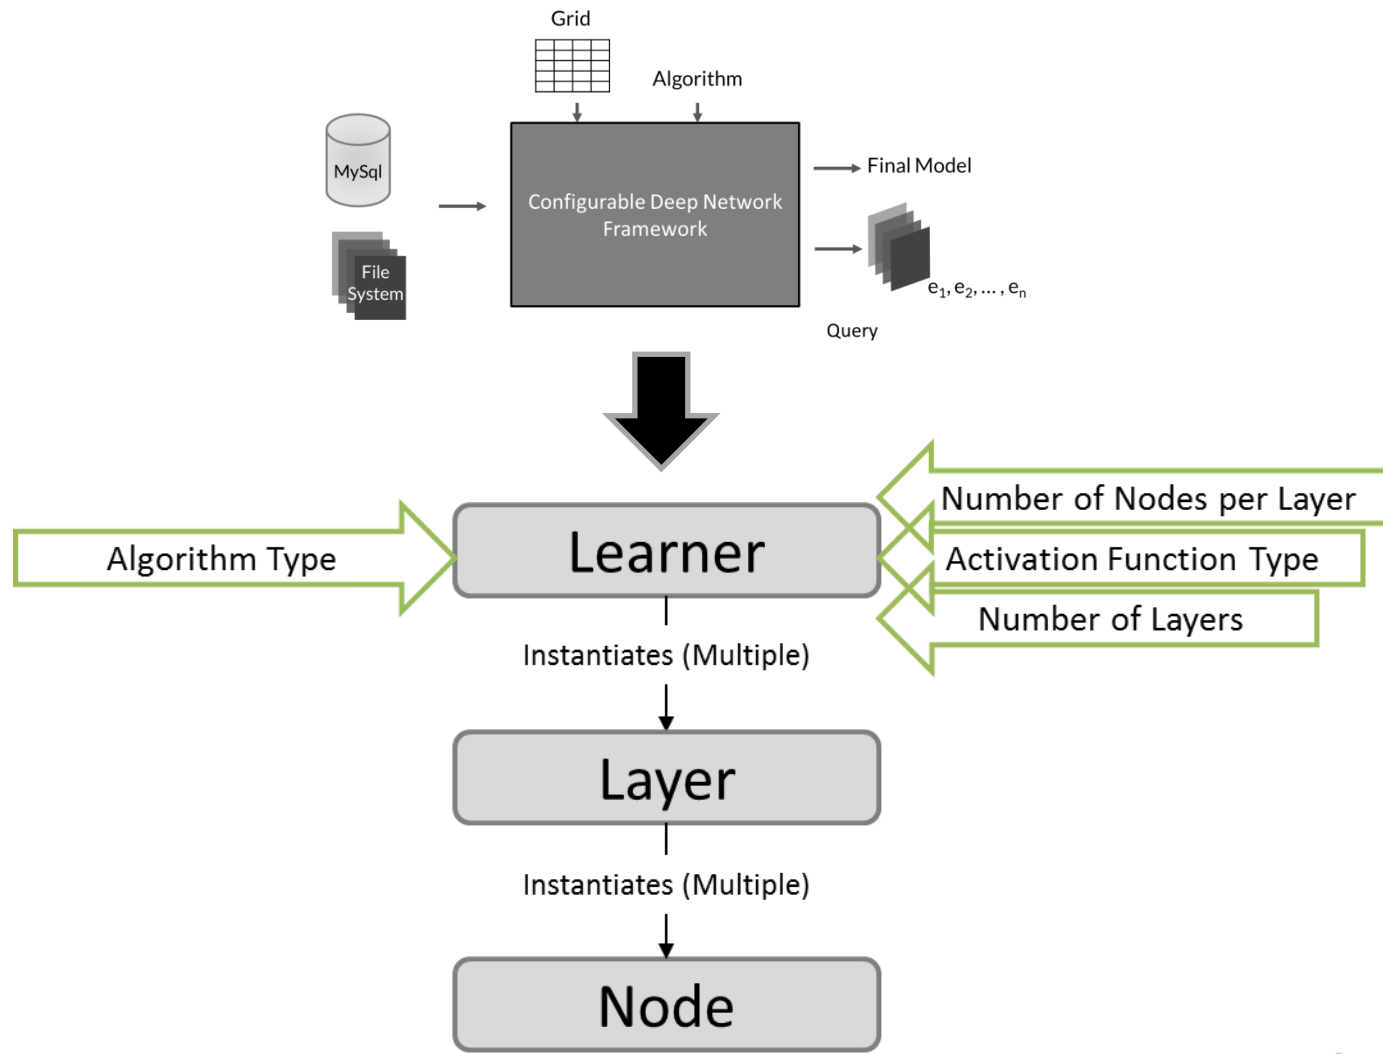 Grid
Algorithm
MySql
File
System
Configurable Deep Network
Framework
Final Model
e1, e2, … , en
Query
Algorithm Type
Learner
Number of Nodes per Layer
Activation Function Type
Number of Layers
Instantiates (Multiple)
Layer
Instantiates (Multiple)
Node